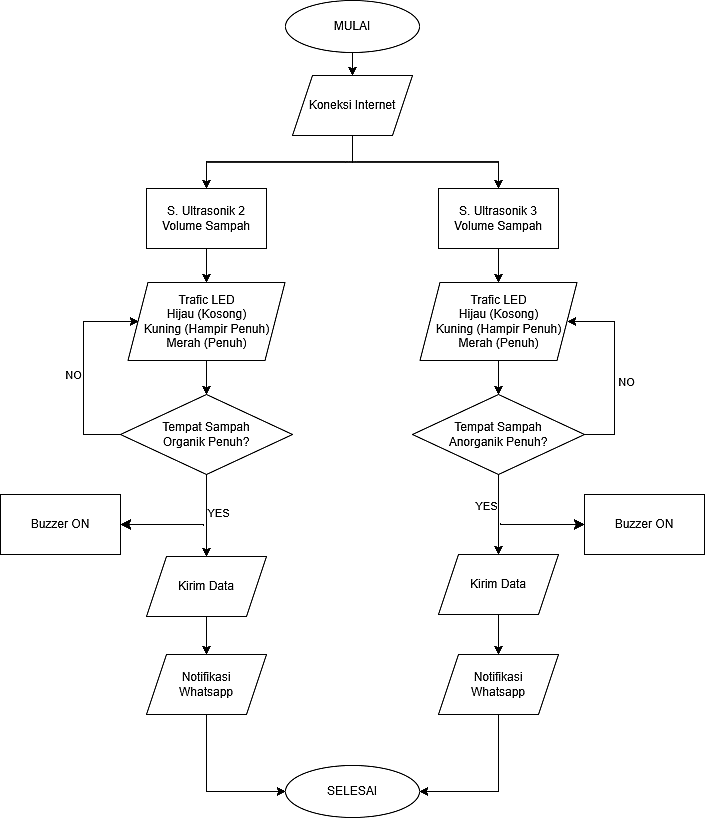 MULAI
Koneksi Internet
S. Ultrasonik 2
Volume Sampah
S. Ultrasonik 3
Volume Sampah
Trafic LED
Hijau (Kosong)
Kuning (Hampir Penuh)
Merah (Penuh)
Trafic LED
Hijau (Kosong)
Kuning (Hampir Penuh)
Merah (Penuh)
NO
NO
Tempat Sampah
Organik Penuh?
Tempat Sampah
Anorganik Penuh?
YES
YES
Buzzer ON
Buzzer ON
Kirim Data
Kirim Data
Notifikasi
Whatsapp
Notifikasi
Whatsapp
SELESAI